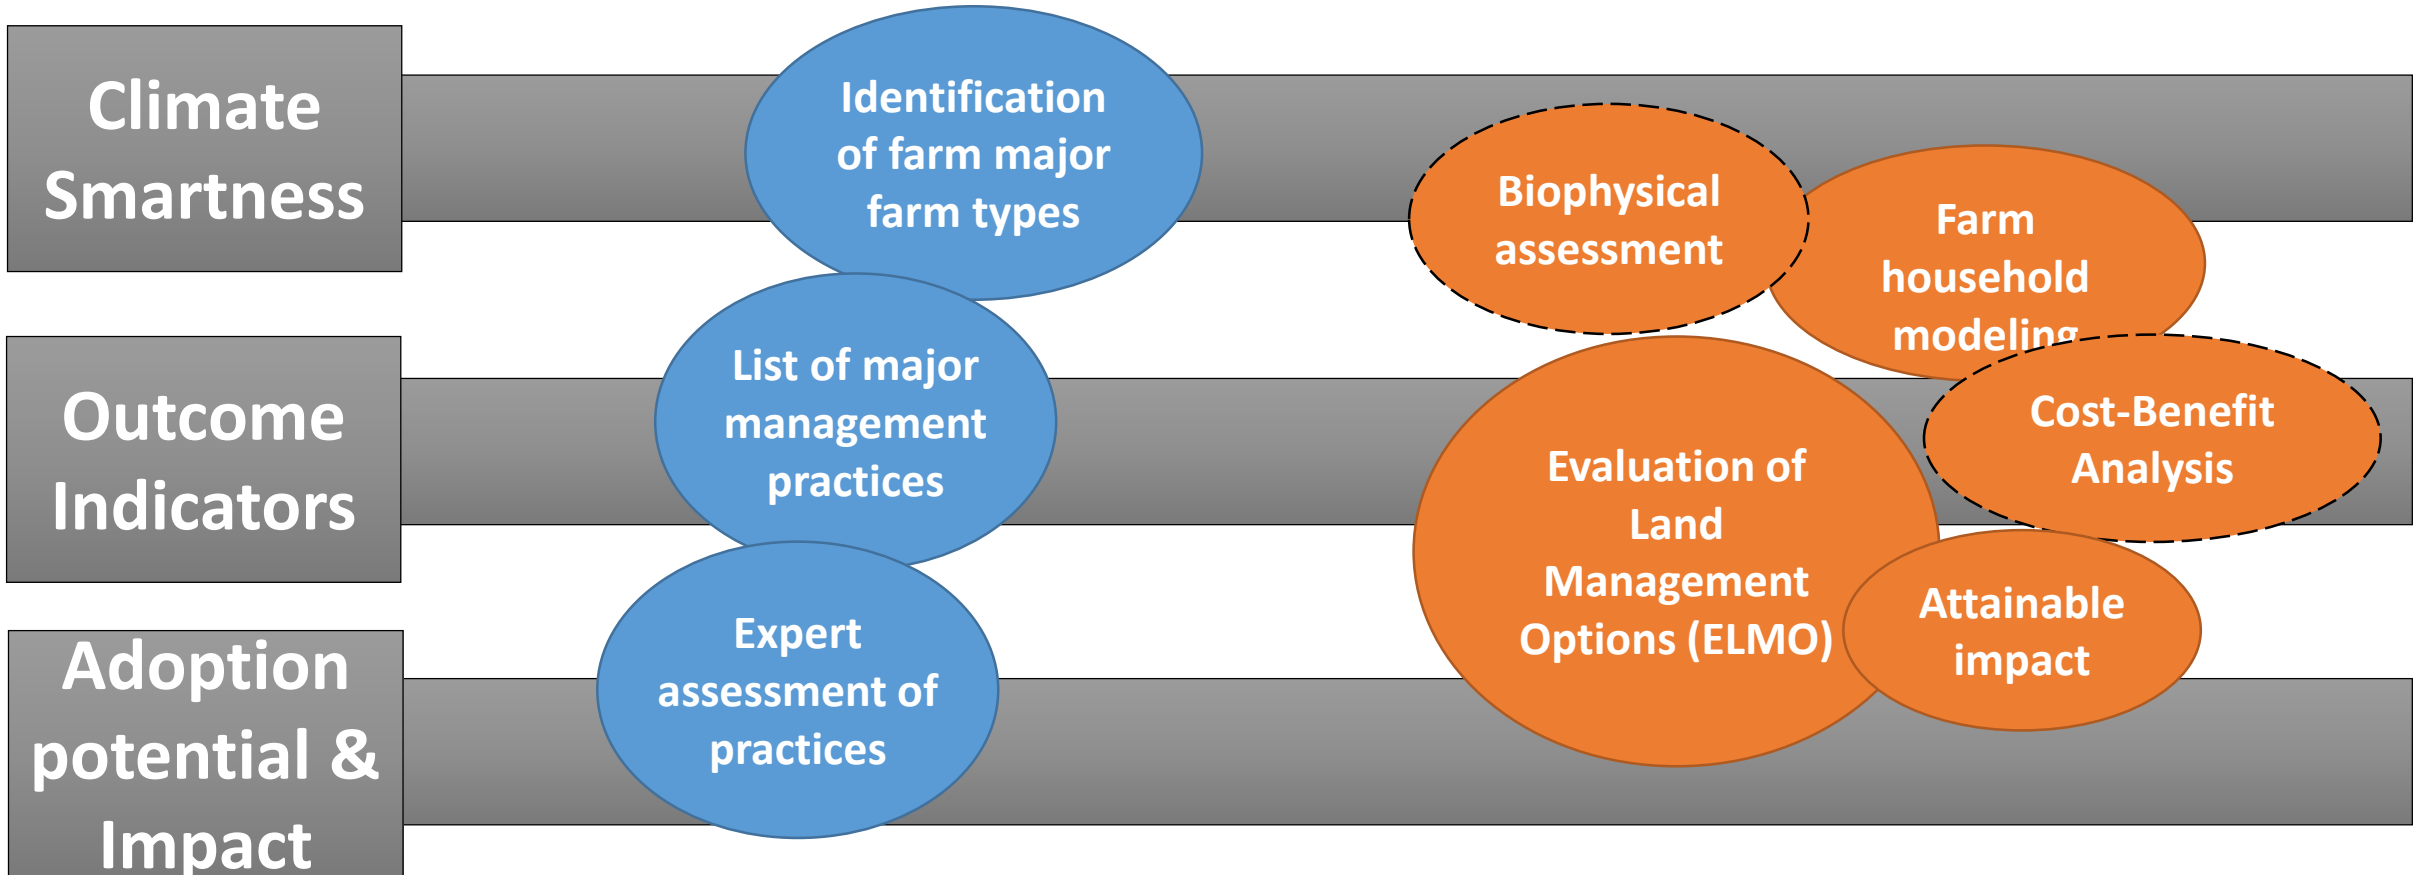 Climate
Smartness
Identification
of farm major
farm types
Biophysical
assessment
Farm
household
modeling
Outcome
Indicators
List of major
management
practices
Evaluation of
Land
Management
Options (ELMO)
Cost-Benefit
Analysis
Adoption
potential &
Impact
Expert
assessment of
practices
Attainable
impact